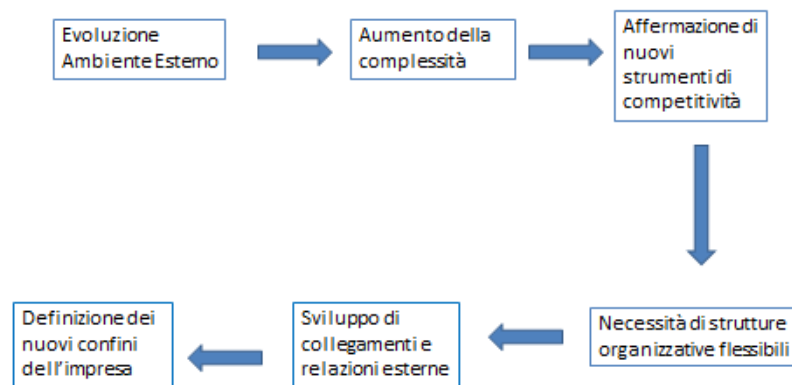 Evoluzione
Ambiente Esterno
Aumento della
complessità
Affermazione di
nuovi
strumenti di
competitività
Necessità di strutture
organizzative flessibili
Sviluppo di
collegamenti e
relazioni esterne
Definizione dei
nuovi confini
dell'impresa